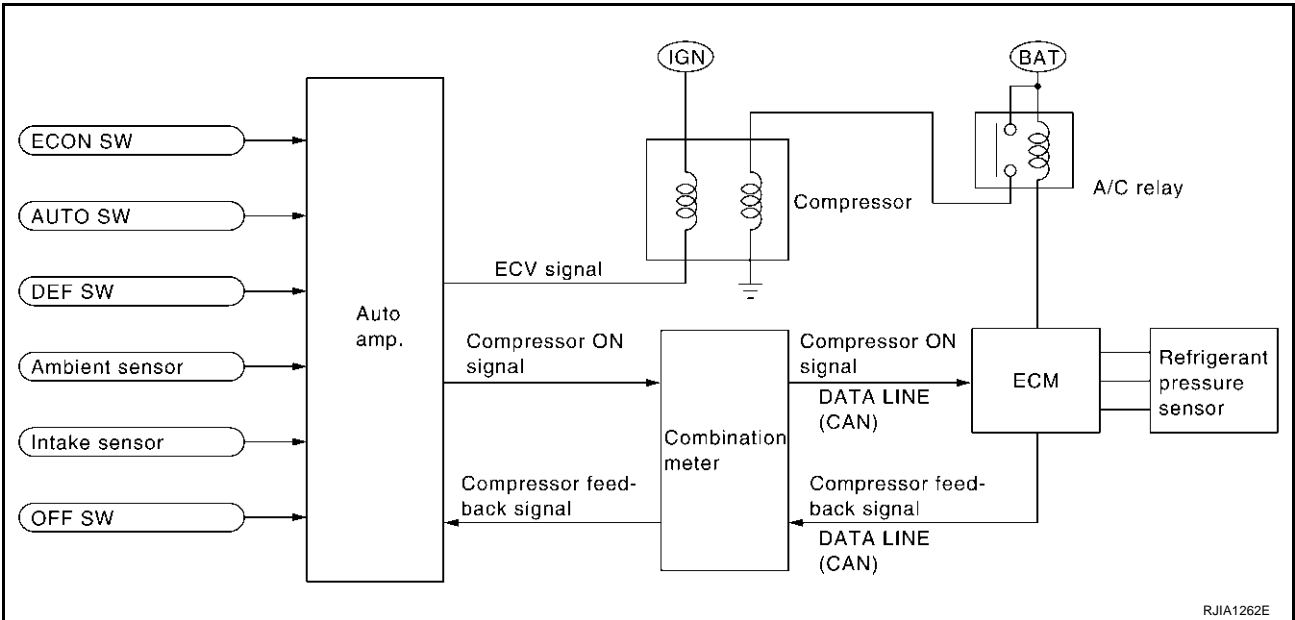 IGN
BAT
ECON SW
AUTO SW
DEF SW
Ambient sensor
Intake sensor
OFF SW
Auto
amp.
Compressor
A/C relay
ECV signal
Compressor ON
signal
Compressor ON
signal
DATA LINE
(CAN)
Combination
meter
ECM
Refrigerant
pressure
sensor
Compressor feed-
back signal
Compressor feed-
back signal
DATA LINE
(CAN)
RJIA1262E